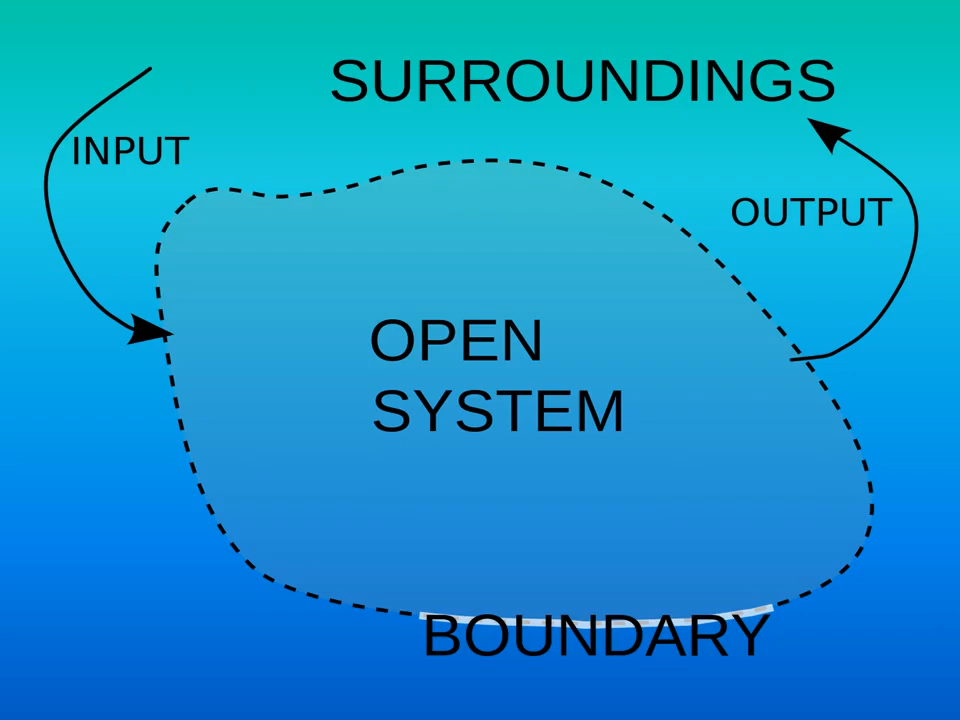 SURROUNDINGS
INPUT
OUTPUT
OPEN
SYSTEM
BOUNDARY